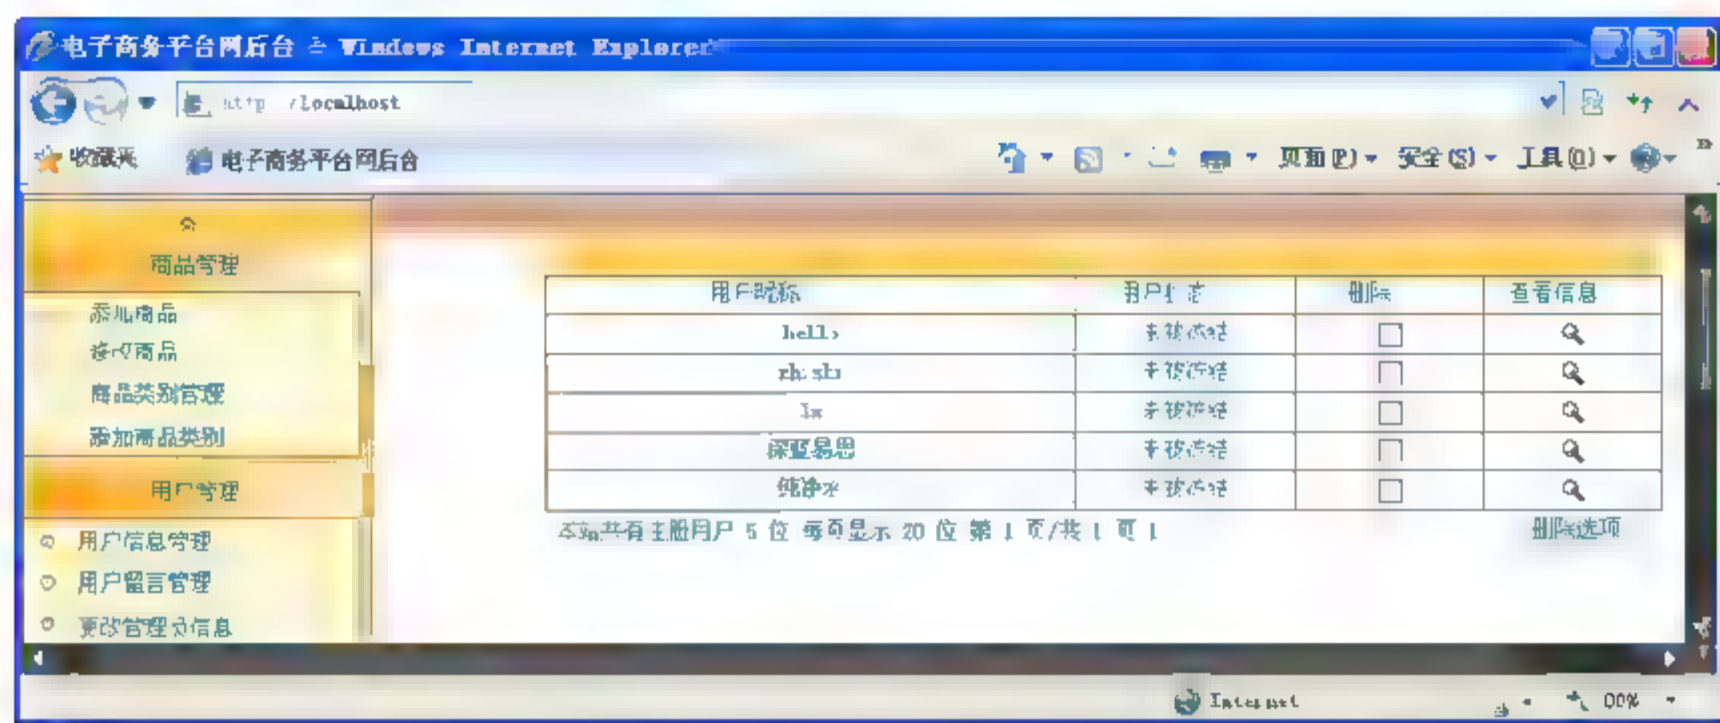 电子商务平台网后台 - Windows Internet Explorer
http://localhost
收藏夹 电子商务平台网后台 页面(P) 安全(S) 工具(O)
商品管理
添加商品
修改商品
商品类别管理
添加商品类别
用户管理
用户信息管理
用户留言管理
更改管理员信息
用户昵称 用户状态 删除 查看信息
hello 未被冻结
未被冻结
lx 未被冻结
深蓝易思 未被冻结
纯净水 未被冻结
本站共有注册用户 5 位 每页显示 20 位 第 1 页/共 1 页 1 删除选项
Internet